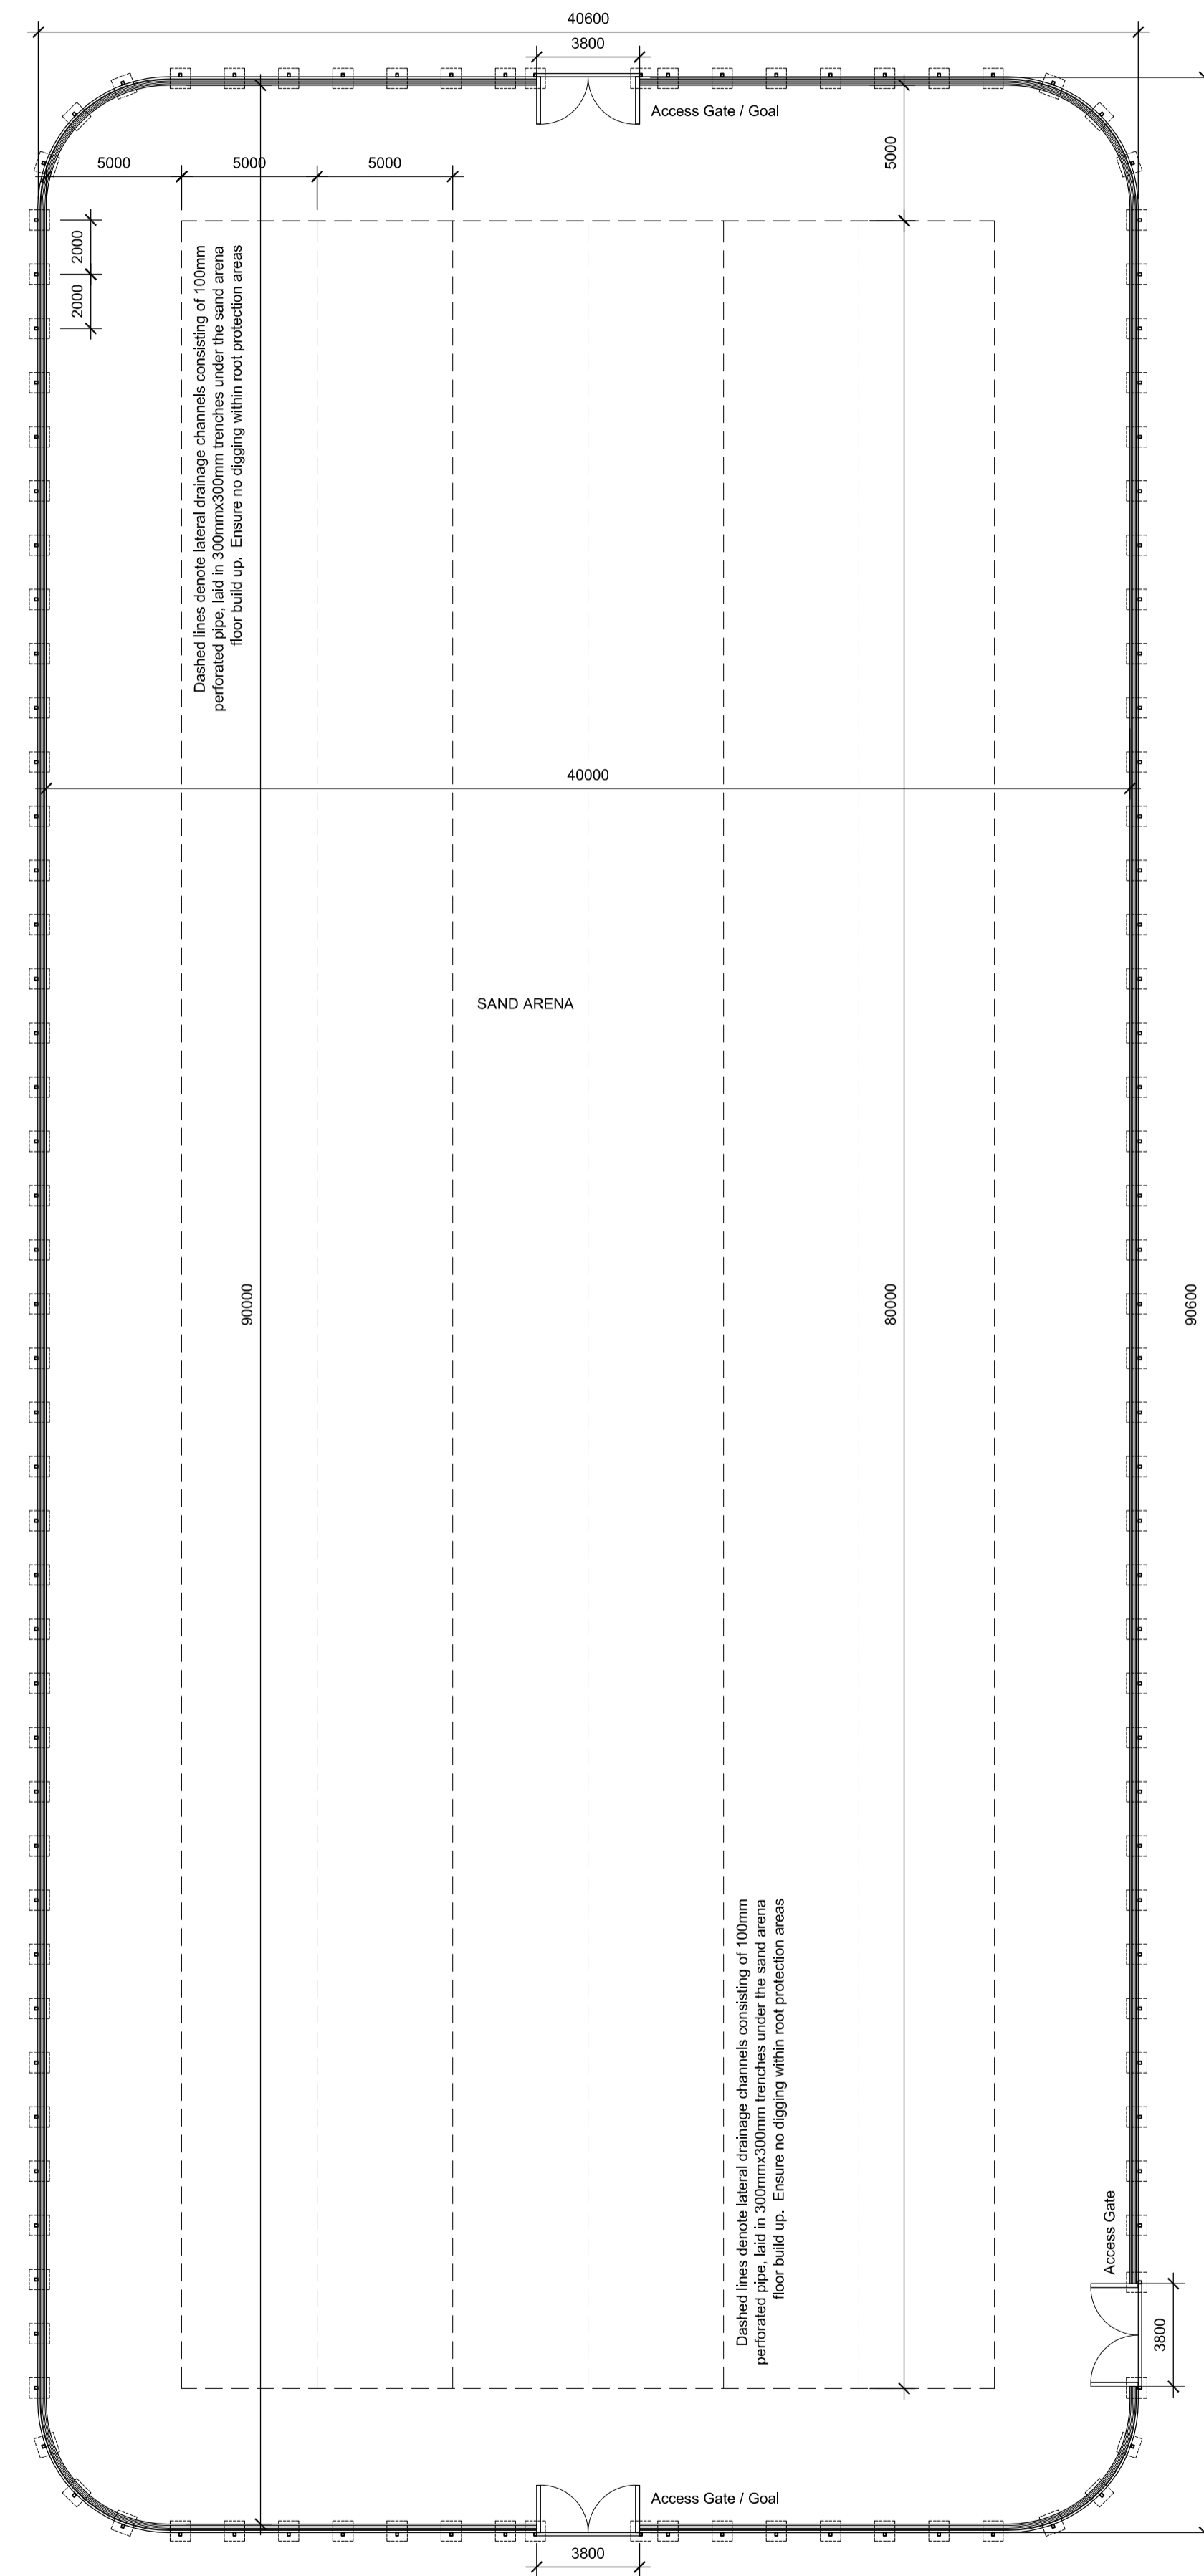 40600
3800
Access Gate / Goal
5000
5000
5000
5000
2000
2000
Dashed lines denote lateral drainage channels consisting of 100mm
perforated pipe, laid in 300mmx300mm trenches under the sand arena
floor build up.  Ensure no digging within root protection areas
40000
SAND ARENA
90000
80000
90600
Dashed lines denote lateral drainage channels consisting of 100mm
perforated pipe, laid in 300mmx300mm trenches under the sand arena
floor build up.  Ensure no digging within root protection areas
Access Gate
3800
Access Gate / Goal
3800